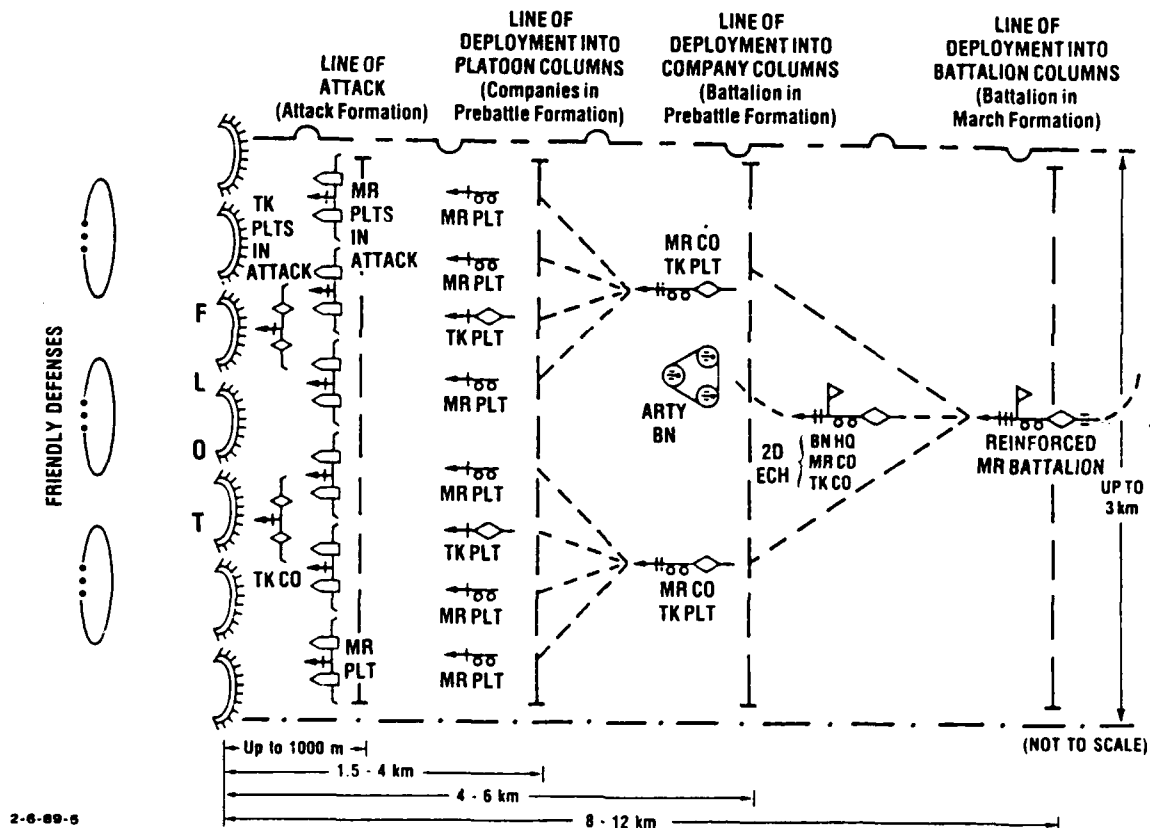 LINE OF
ATTACK
(Attack Formation)
LINE OF
DEPLOYMENT INTO
PLATOON COLUMNS
(Companies in
Prebattle Formation)
LINE OF
DEPLOYMENT INTO
COMPANY COLUMNS
(Battalion in
Prebattle Formation)
LINE OF
DEPLOYMENT INTO
BATTALION COLUMNS
(Battalion in
March Formation)
FRIENDLY DEFENSES
F
L
O
T
TK
PLTS
IN
ATTACK
MR
PLTS
IN
ATTACK
TK CO
MR
PLT
MR PLT
MR PLT
TK PLT
MR PLT
MR PLT
TK PLT
MR PLT
MR PLT
MR CO
TK PLT
ARTY
BN
2D
ECH
BN HQ
MR CO
TK CO
MR CO
TK PLT
REINFORCED
MR BATTALION
UP TO
3 km
(NOT TO SCALE)
Up to 1000 m
1.5 - 4 km
4 - 6 km
8 - 12 km
2-6-89-5